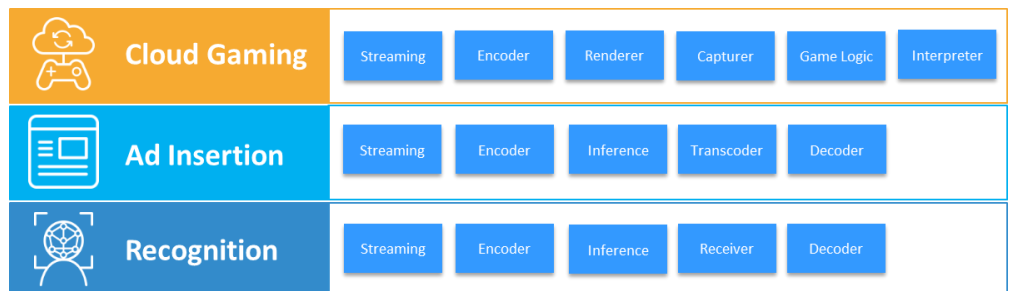 Cloud Gaming
Streaming
Encoder
Renderer
Capturer
Game Logic
Interpreter
Ad Insertion
Streaming
Encoder
Inference
Transcoder
Decoder
Recognition
Streaming
Encoder
Inference
Receiver
Decoder